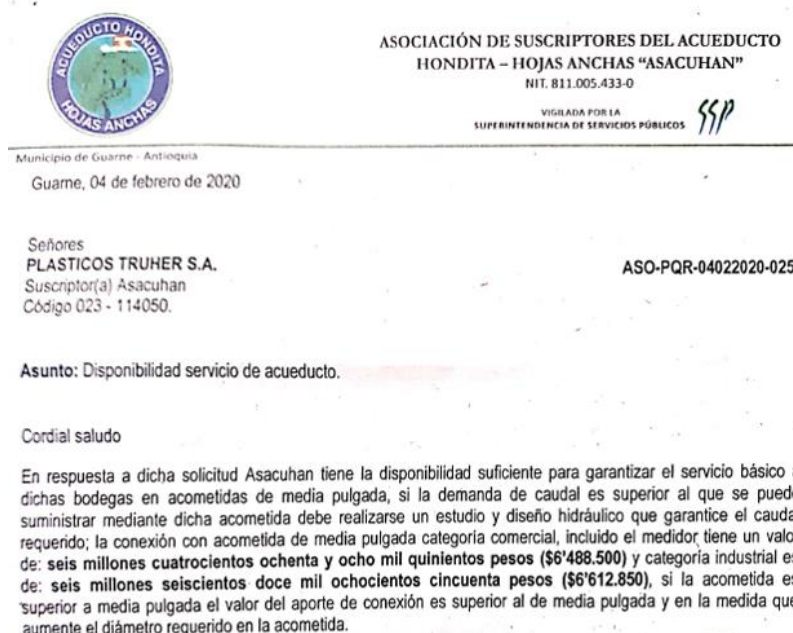 ACUEDUCTO HONDITA
HOJAS ANCHAS
ASOCIACIÓN DE SUSCRIPTORES DEL ACUEDUCTO
HONDITA – HOJAS ANCHAS “ASACUHAN”
NIT. 811.005.433-0
VIGILADA POR LA
SUPERINTENDENCIA DE SERVICIOS PÚBLICOS
SSP
Municipio de Guarne - Antioquia
Guarne, 04 de febrero de 2020
Señores
PLASTICOS TRUHER S.A.
ASO-PQR-04022020-025
Suscriptor(a) Asacuhan
Código 023 - 114050.
Asunto: Disponibilidad servicio de acueducto.
Cordial saludo
En respuesta a dicha solicitud Asacuhan tiene la disponibilidad suficiente para garantizar el servicio básico
dichas bodegas en acometidas de media pulgada, si la demanda de caudal es superior al que se pued
suministrar mediante dicha acometida debe realizarse un estudio y diseño hidráulico que garantice el cauda
requerido; la conexión con acometida de media pulgada categoría comercial, incluido el medidor tiene un valo
de: seis millones cuatrocientos ochenta y ocho mil quinientos pesos ($6'488.500) y categoría industrial es
de: seis millones seiscientos doce mil ochocientos cincuenta pesos ($6'612.850), si la acometida es
superior a media pulgada el valor del aporte de conexión es superior al de media pulgada y en la medida que
aumente el diámetro requerido en la acometida.